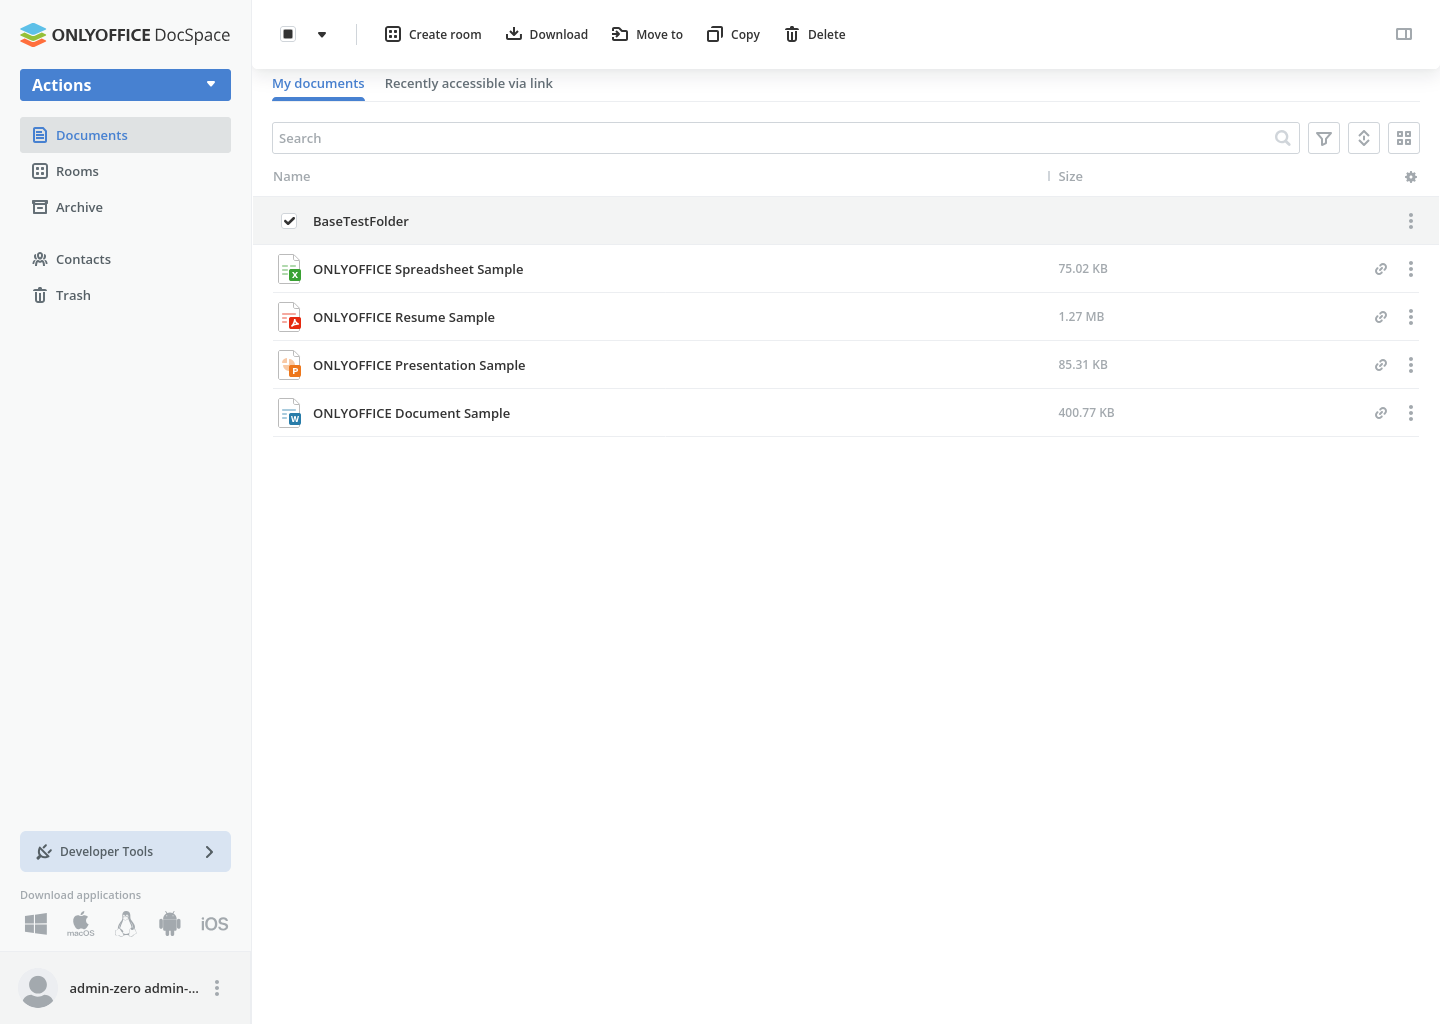 ONLYOFFICE DocSpace
Actions
Documents
Rooms
Archive
Contacts
Trash
Developer Tools
Download applications
macOS
iOS
admin-zero admin-...
Create room
Download
Move to
Copy
Delete
My documents
Recently accessible via link
Search
Name
Size
BaseTestFolder
ONLYOFFICE Spreadsheet Sample
75.02 KB
X
ONLYOFFICE Resume Sample
1.27 MB
ONLYOFFICE Presentation Sample
85.31 KB
P
ONLYOFFICE Document Sample
400.77 KB
W